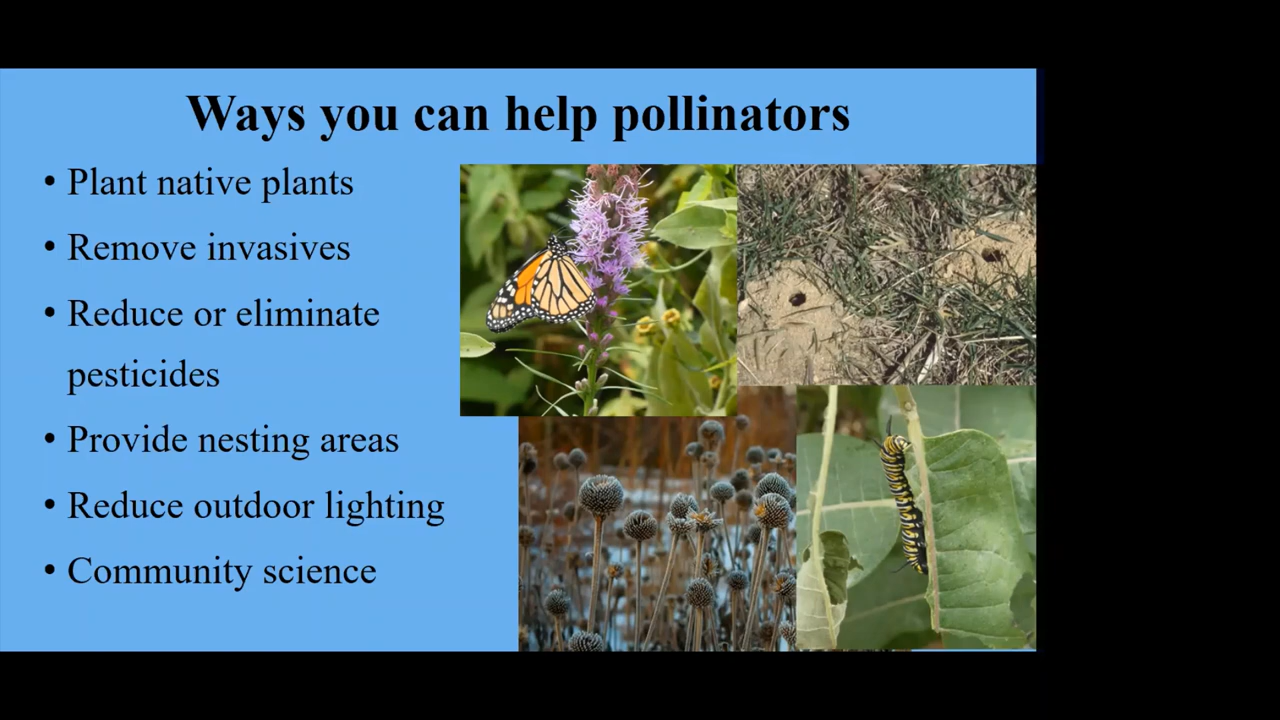 Ways you can help pollinators
• Plant native plants
• Remove invasives
• Reduce or eliminate
pesticides
• Provide nesting areas
• Reduce outdoor lighting
• Community science